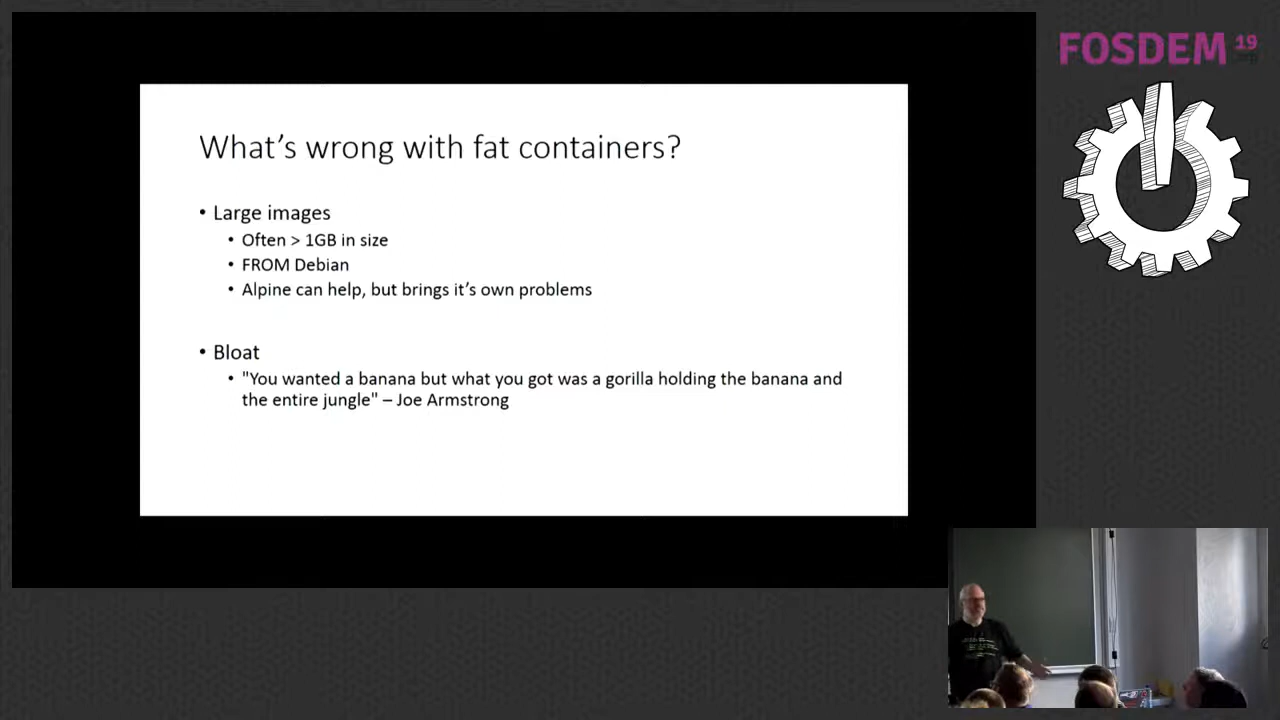 FOSDEM 19
What's wrong with fat containers?
• Large images
• Often > 1GB in size
• FROM Debian
• Alpine can help, but brings it's own problems
• Bloat
• "You wanted a banana but what you got was a gorilla holding the banana and
the entire jungle" – Joe Armstrong